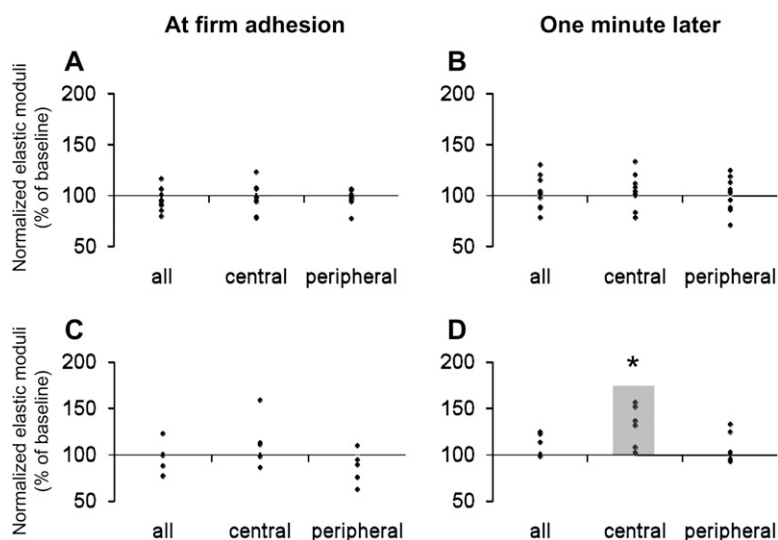 At firm adhesion
One minute later
A
Normalized elastic moduli
(% of baseline)
200
150
100
50
all
central
peripheral
B
200
150
100
50
all
central
peripheral
C
Normalized elastic moduli
(% of baseline)
200
150
100
50
all
central
peripheral
D
200
150
100
50
*
all
central
peripheral